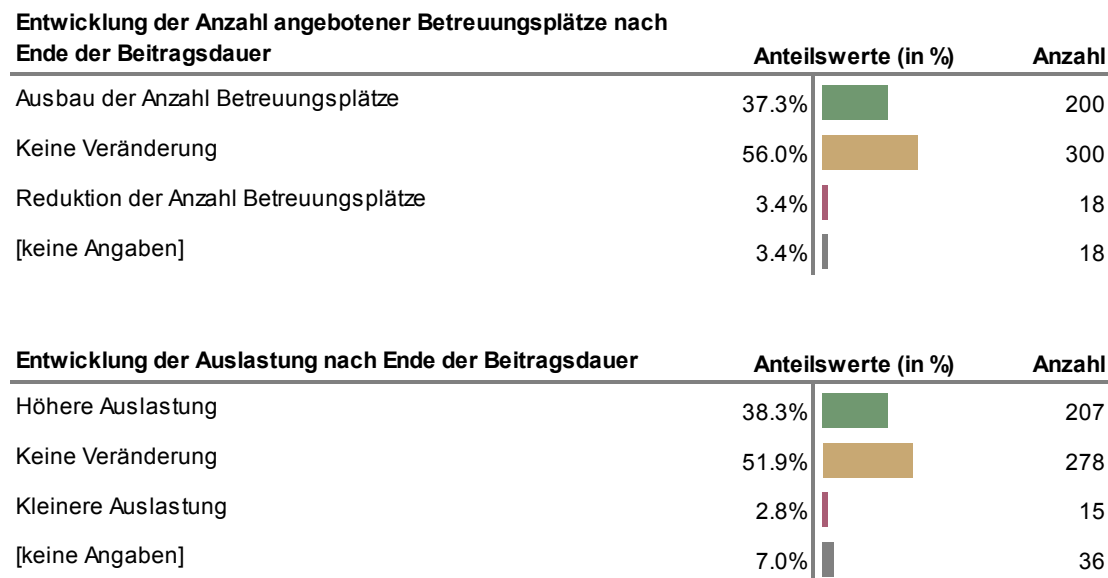 Entwicklung der Anzahl angebotener Betreuungsplätze nach
Ende der Beitragsdauer Anteilswerte (in %) Anzahl
Ausbau der Anzahl Betreuungsplätze 37.3% 200
Keine Veränderung 56.0% 300
Reduktion der Anzahl Betreuungsplätze 3.4% 18
[keine Angaben] 3.4% 18
Entwicklung der Auslastung nach Ende der Beitragsdauer Anteilswerte (in %) Anzahl
Höhere Auslastung 38.3% 207
Keine Veränderung 51.9% 278
Kleinere Auslastung 2.8% 15
[keine Angaben] 7.0% 36